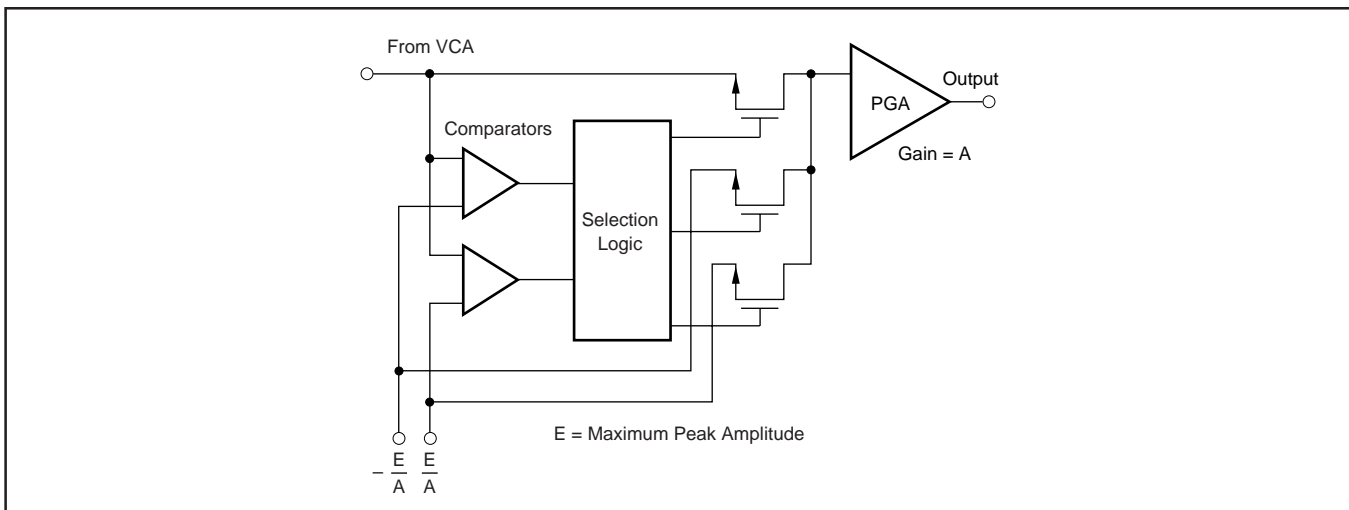 From VCA
Output
PGA
Comparators
Gain = A
Selection
Logic
E = Maximum Peak Amplitude
– E/A
E/A